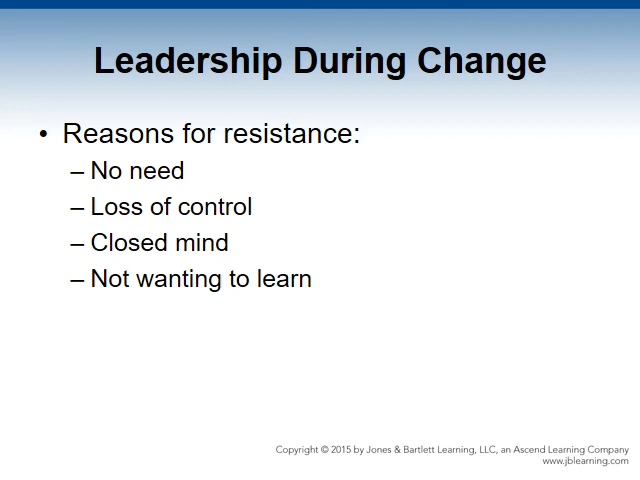 Leadership During Change
• Reasons for resistance:
– No need
– Loss of control
– Closed mind
– Not wanting to learn
Copyright © 2015 by Jones & Bartlett Learning, LLC, an Ascend Learning Company
www.jblearning.com